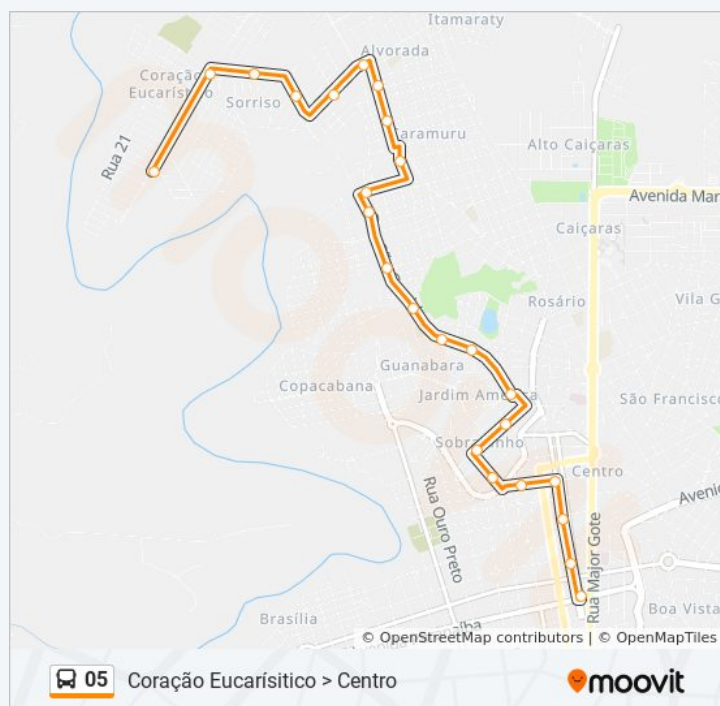 Itamaraty
Alvorada
Coração
Eucarístico
Sorriso
Caramuru
Rua 21
Alto Caiçaras
Avenida Mar
Caiçaras
Vila G
Rosário
Guanabara
Copacabana
Jardim América
São Francisco
Sobradinho
Centro
Avenid
Rua Ouro Preto
Rua Major Gote
Brasília
Boa Vista
© OpenStreetMap contributors | © OpenMapTiles
05 Coração Eucarísitico > Centro
moovit